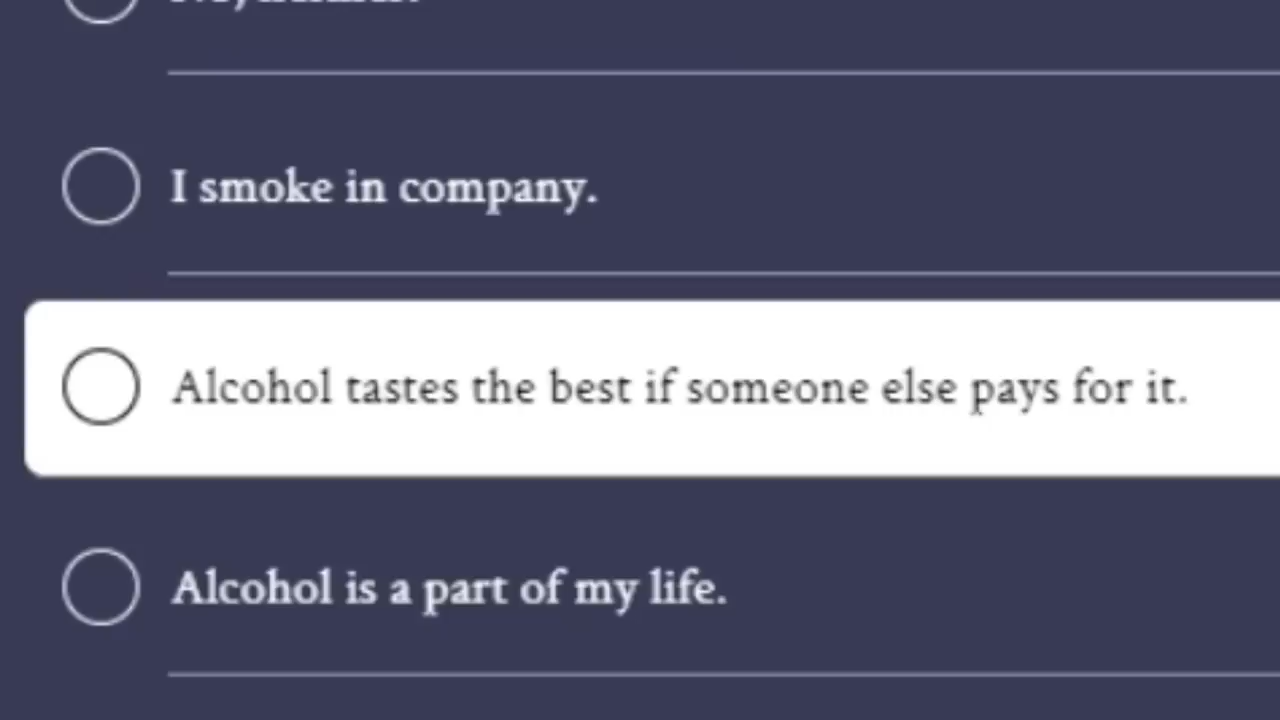 I smoke in company.
Alcohol tastes the best if someone else pays for it.
Alcohol is a part of my life.